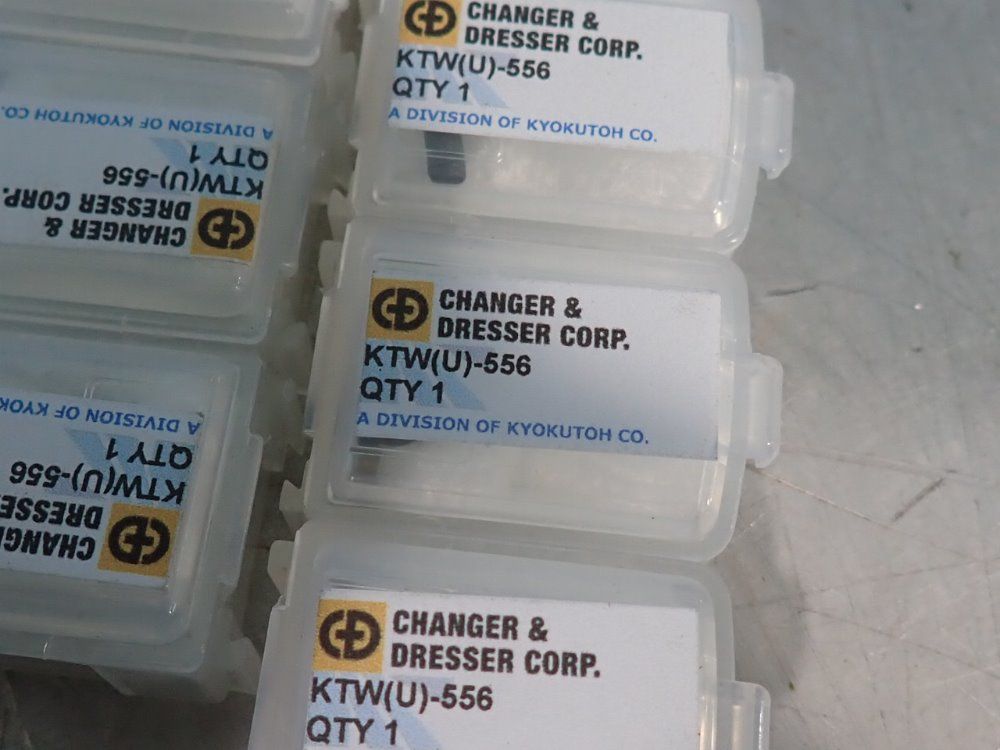 CHANGER &
DRESSER CORP.
KTW(U)-556
QTY 1
A DIVISION OF KYOKUTOH CO.
CHANGER &
DRESSER CORP.
KTW(U)-556
QTY 1
A DIVISION OF KYOKUTOH CO.
CHANGER &
DRESSER CORP.
KTW(U)-556
QTY 1
CHANGER &
DRESSER CORP.
KTW(U)-556
QTY 1
A DIVISION OF KYOKUTOH CO.
KTW(U)-556
QTY 1
A DIVISION OF